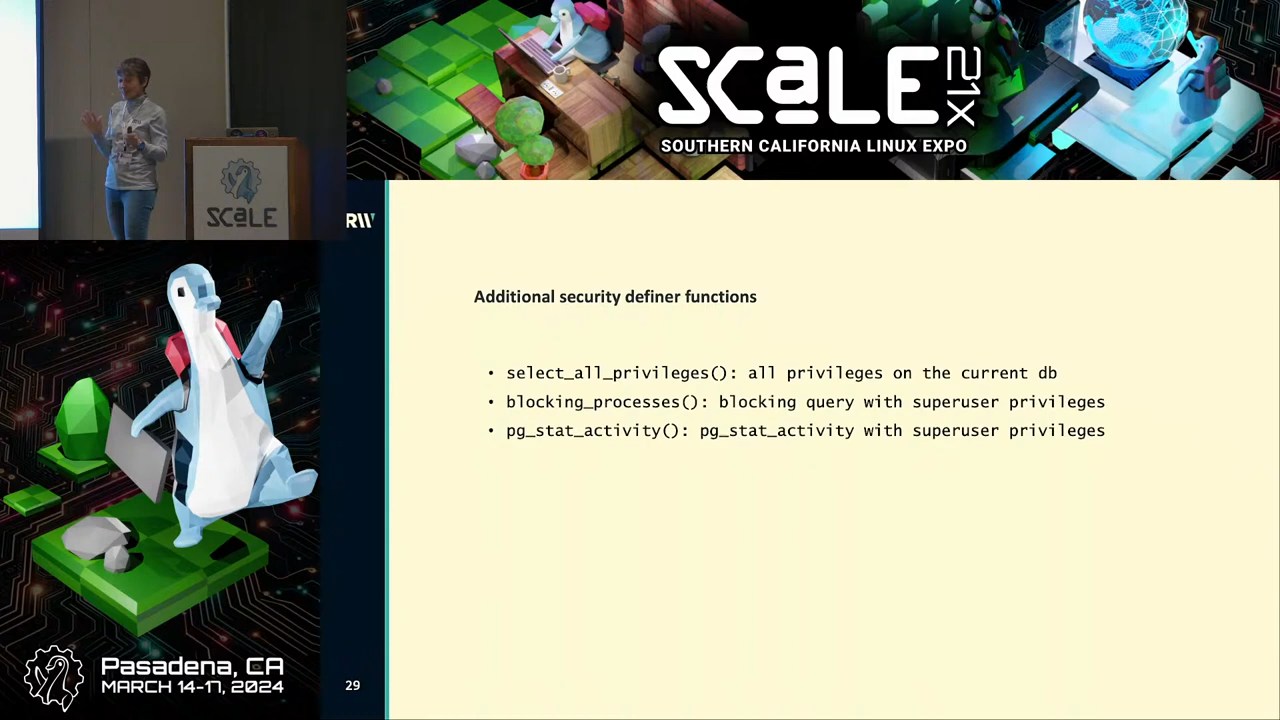 SCALE 21X
SOUTHERN CALIFORNIA LINUX EXPO
SCALE
RW
Additional security definer functions
• select_all_privileges(): all privileges on the current db
• blocking_processes(): blocking query with superuser privileges
• pg_stat_activity(): pg_stat_activity with superuser privileges
Pasadena, CA
MARCH 14-17, 2024
29